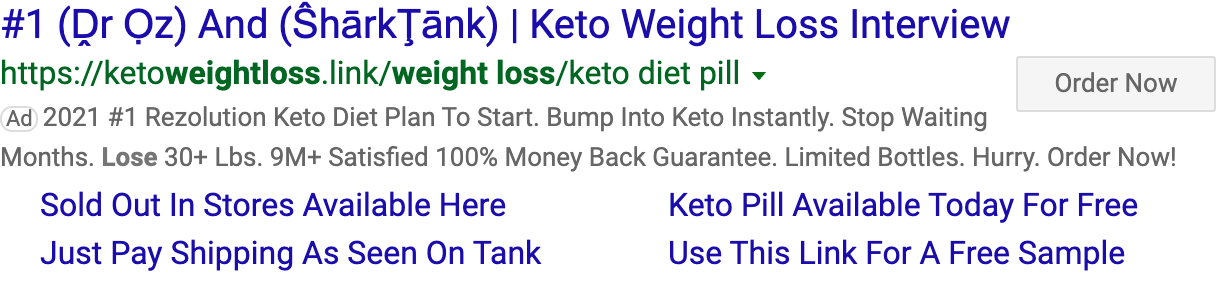 #1 (Ḓr Ọz) And (ŜhārkŢānk) | Keto Weight Loss Interview
https://ketoweightloss.link/weight loss/keto diet pill
Order Now
Ad 2021 #1 Rezolution Keto Diet Plan To Start. Bump Into Keto Instantly. Stop Waiting
Months. Lose 30+ Lbs. 9M+ Satisfied 100% Money Back Guarantee. Limited Bottles. Hurry. Order Now!
Sold Out In Stores Available Here
Keto Pill Available Today For Free
Just Pay Shipping As Seen On Tank
Use This Link For A Free Sample